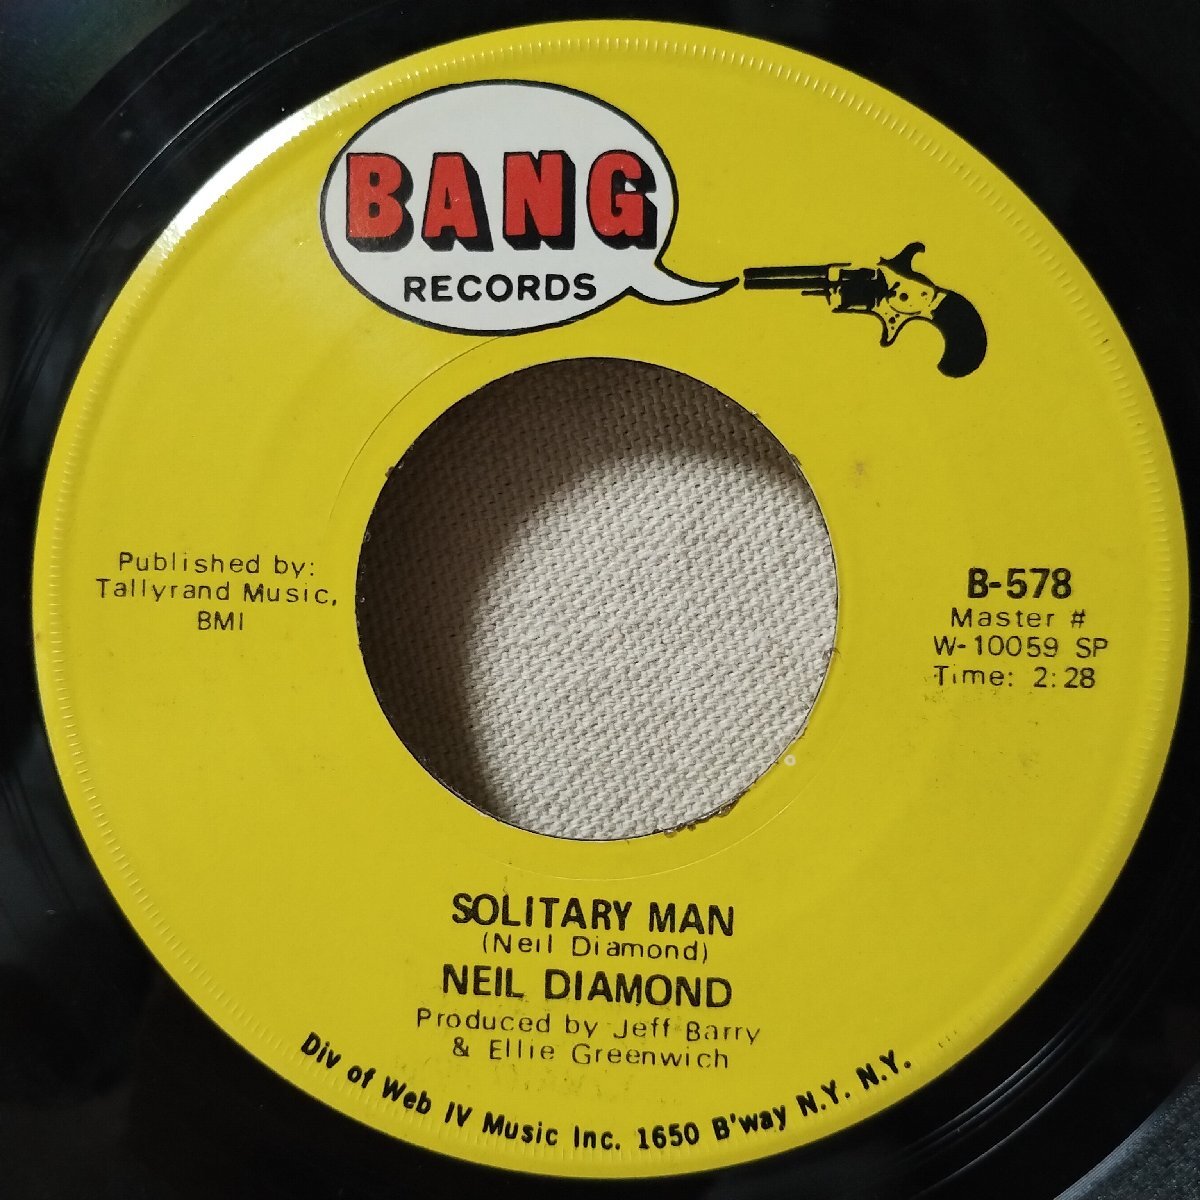 BANG
RECORDS
Published by:
Tallyrand Music,
BMI
B-578
Master #
W-10059 SP
Time: 2:28
SOLITARY MAN
(Neil Diamond)
NEIL DIAMOND
Produced by Jeff Barry
& Ellie Greenwich
Div of Web IV Music Inc. 1650 B'way N.Y. N.Y.